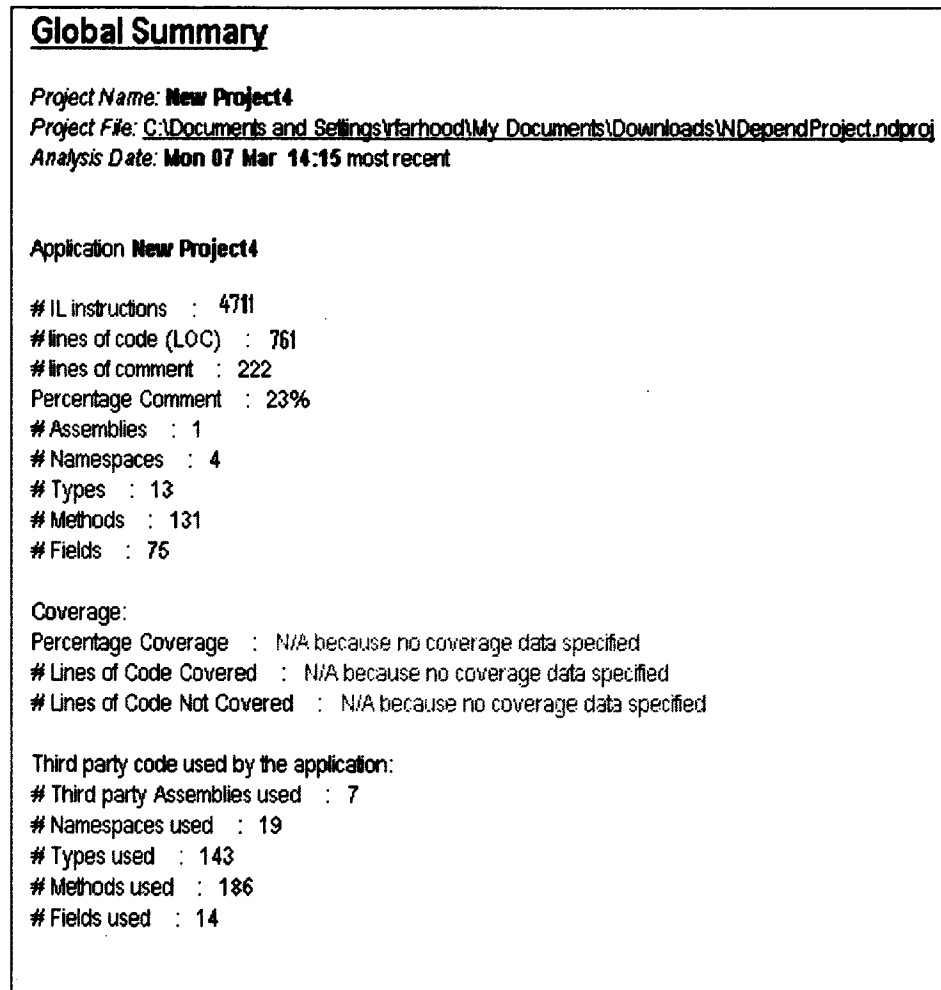 Global Summary
Project Name: New Project4
Project File: C:\Documents and Settings\rfarhood\My Documents\Downloads\NDependProject.ndproj
Analysis Date: Mon 07 Mar 14:15 most recent
Application New Project4
# IL instructions : 4711
# lines of code (LOC) : 761
# lines of comment : 222
Percentage Comment : 23%
# Assemblies : 1
# Namespaces : 4
# Types : 13
# Methods : 131
# Fields : 75
Coverage:
Percentage Coverage : N/A because no coverage data specified
# Lines of Code Covered : N/A because no coverage data specified
# Lines of Code Not Covered : N/A because no coverage data specified
Third party code used by the application:
# Third party Assemblies used : 7
# Namespaces used : 19
# Types used : 143
# Methods used : 186
# Fields used : 14